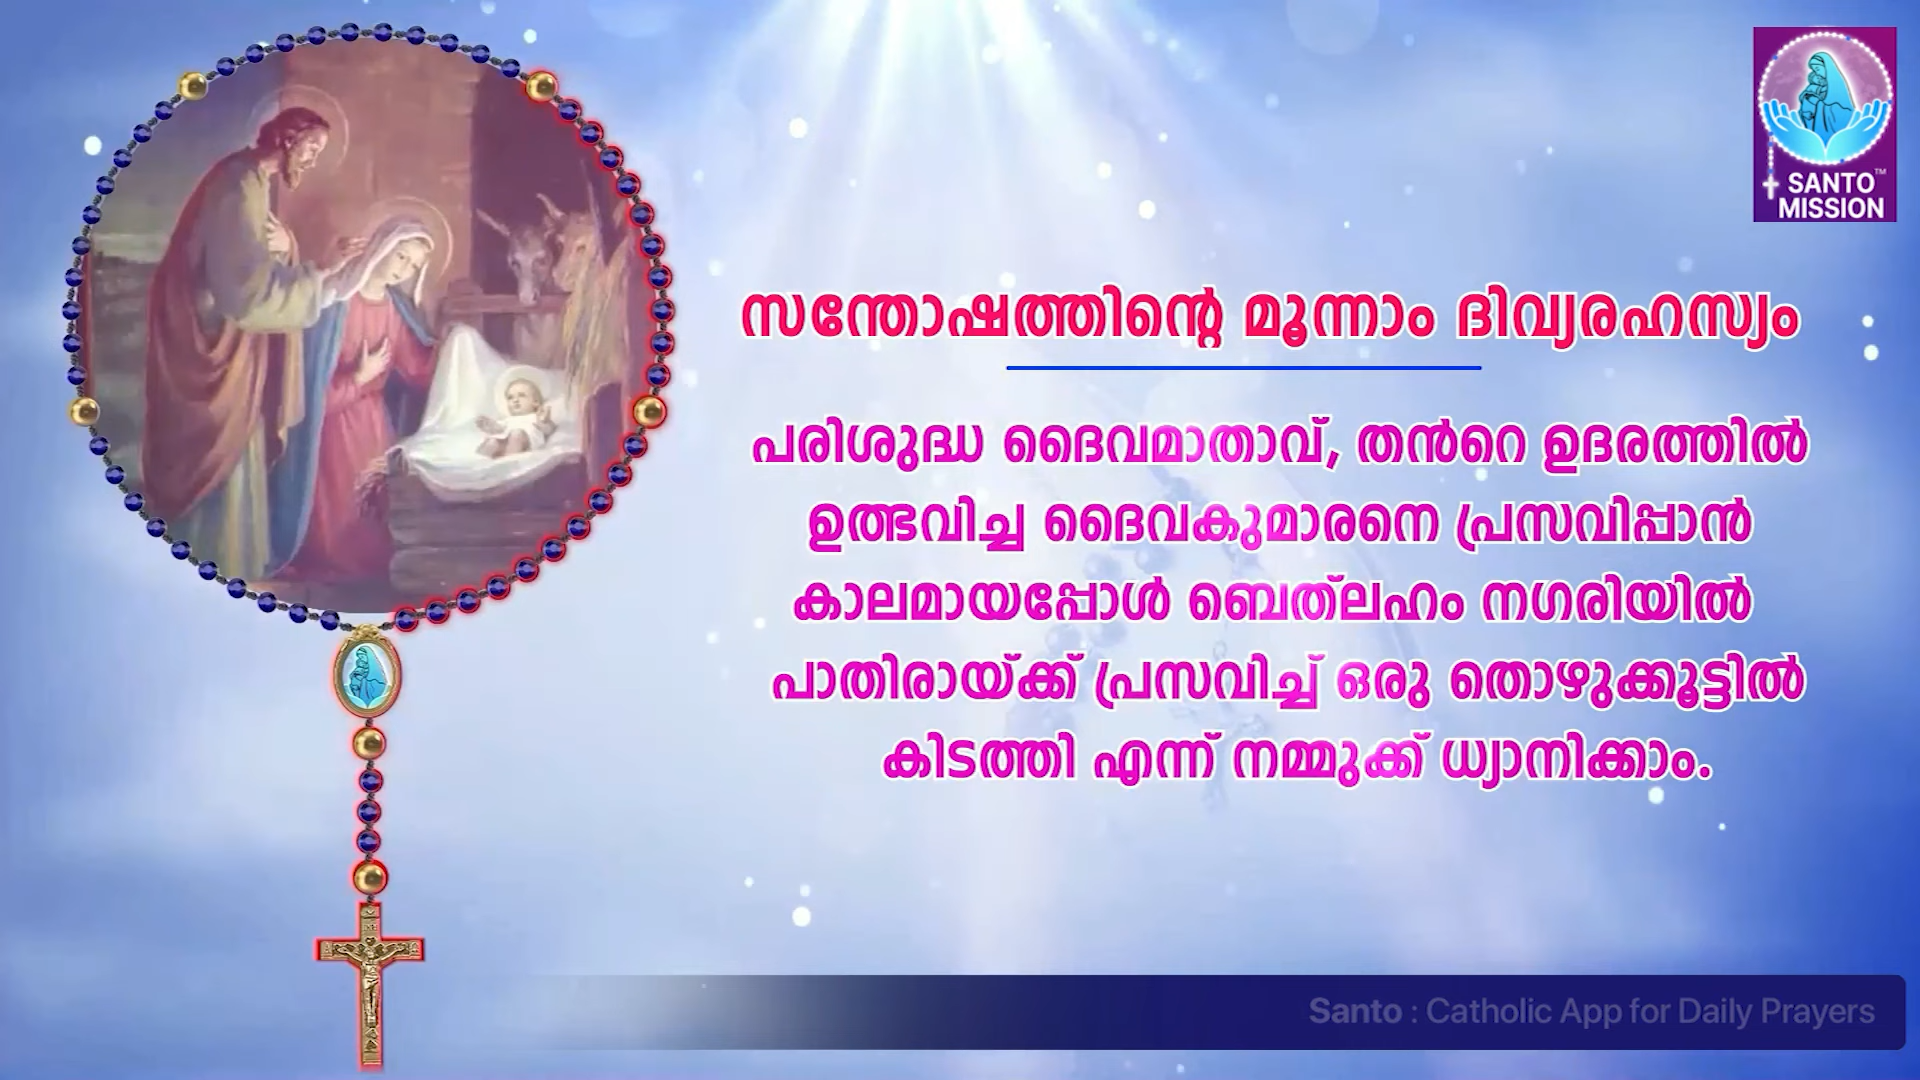 SANTO™
MISSION
സന്തോഷത്തിന്റെ മൂന്നാം ദിവ്യരഹസ്യം
പരിശുദ്ധ ദൈവമാതാവ്, തൻറെ ഉദരത്തിൽ
ഉത്ഭവിച്ച ദൈവകുമാരനെ പ്രസവിപ്പാൻ
കാലമായപ്പോൾ ബെത്‌ലഹം നഗരിയിൽ
പാതിരായ്ക്ക് പ്രസവിച്ച് ഒരു തൊഴുക്കൂട്ടിൽ
കിടത്തി എന്ന് നമ്മുക്ക് ധ്യാനിക്കാം.
Santo : Catholic App for Daily Prayers